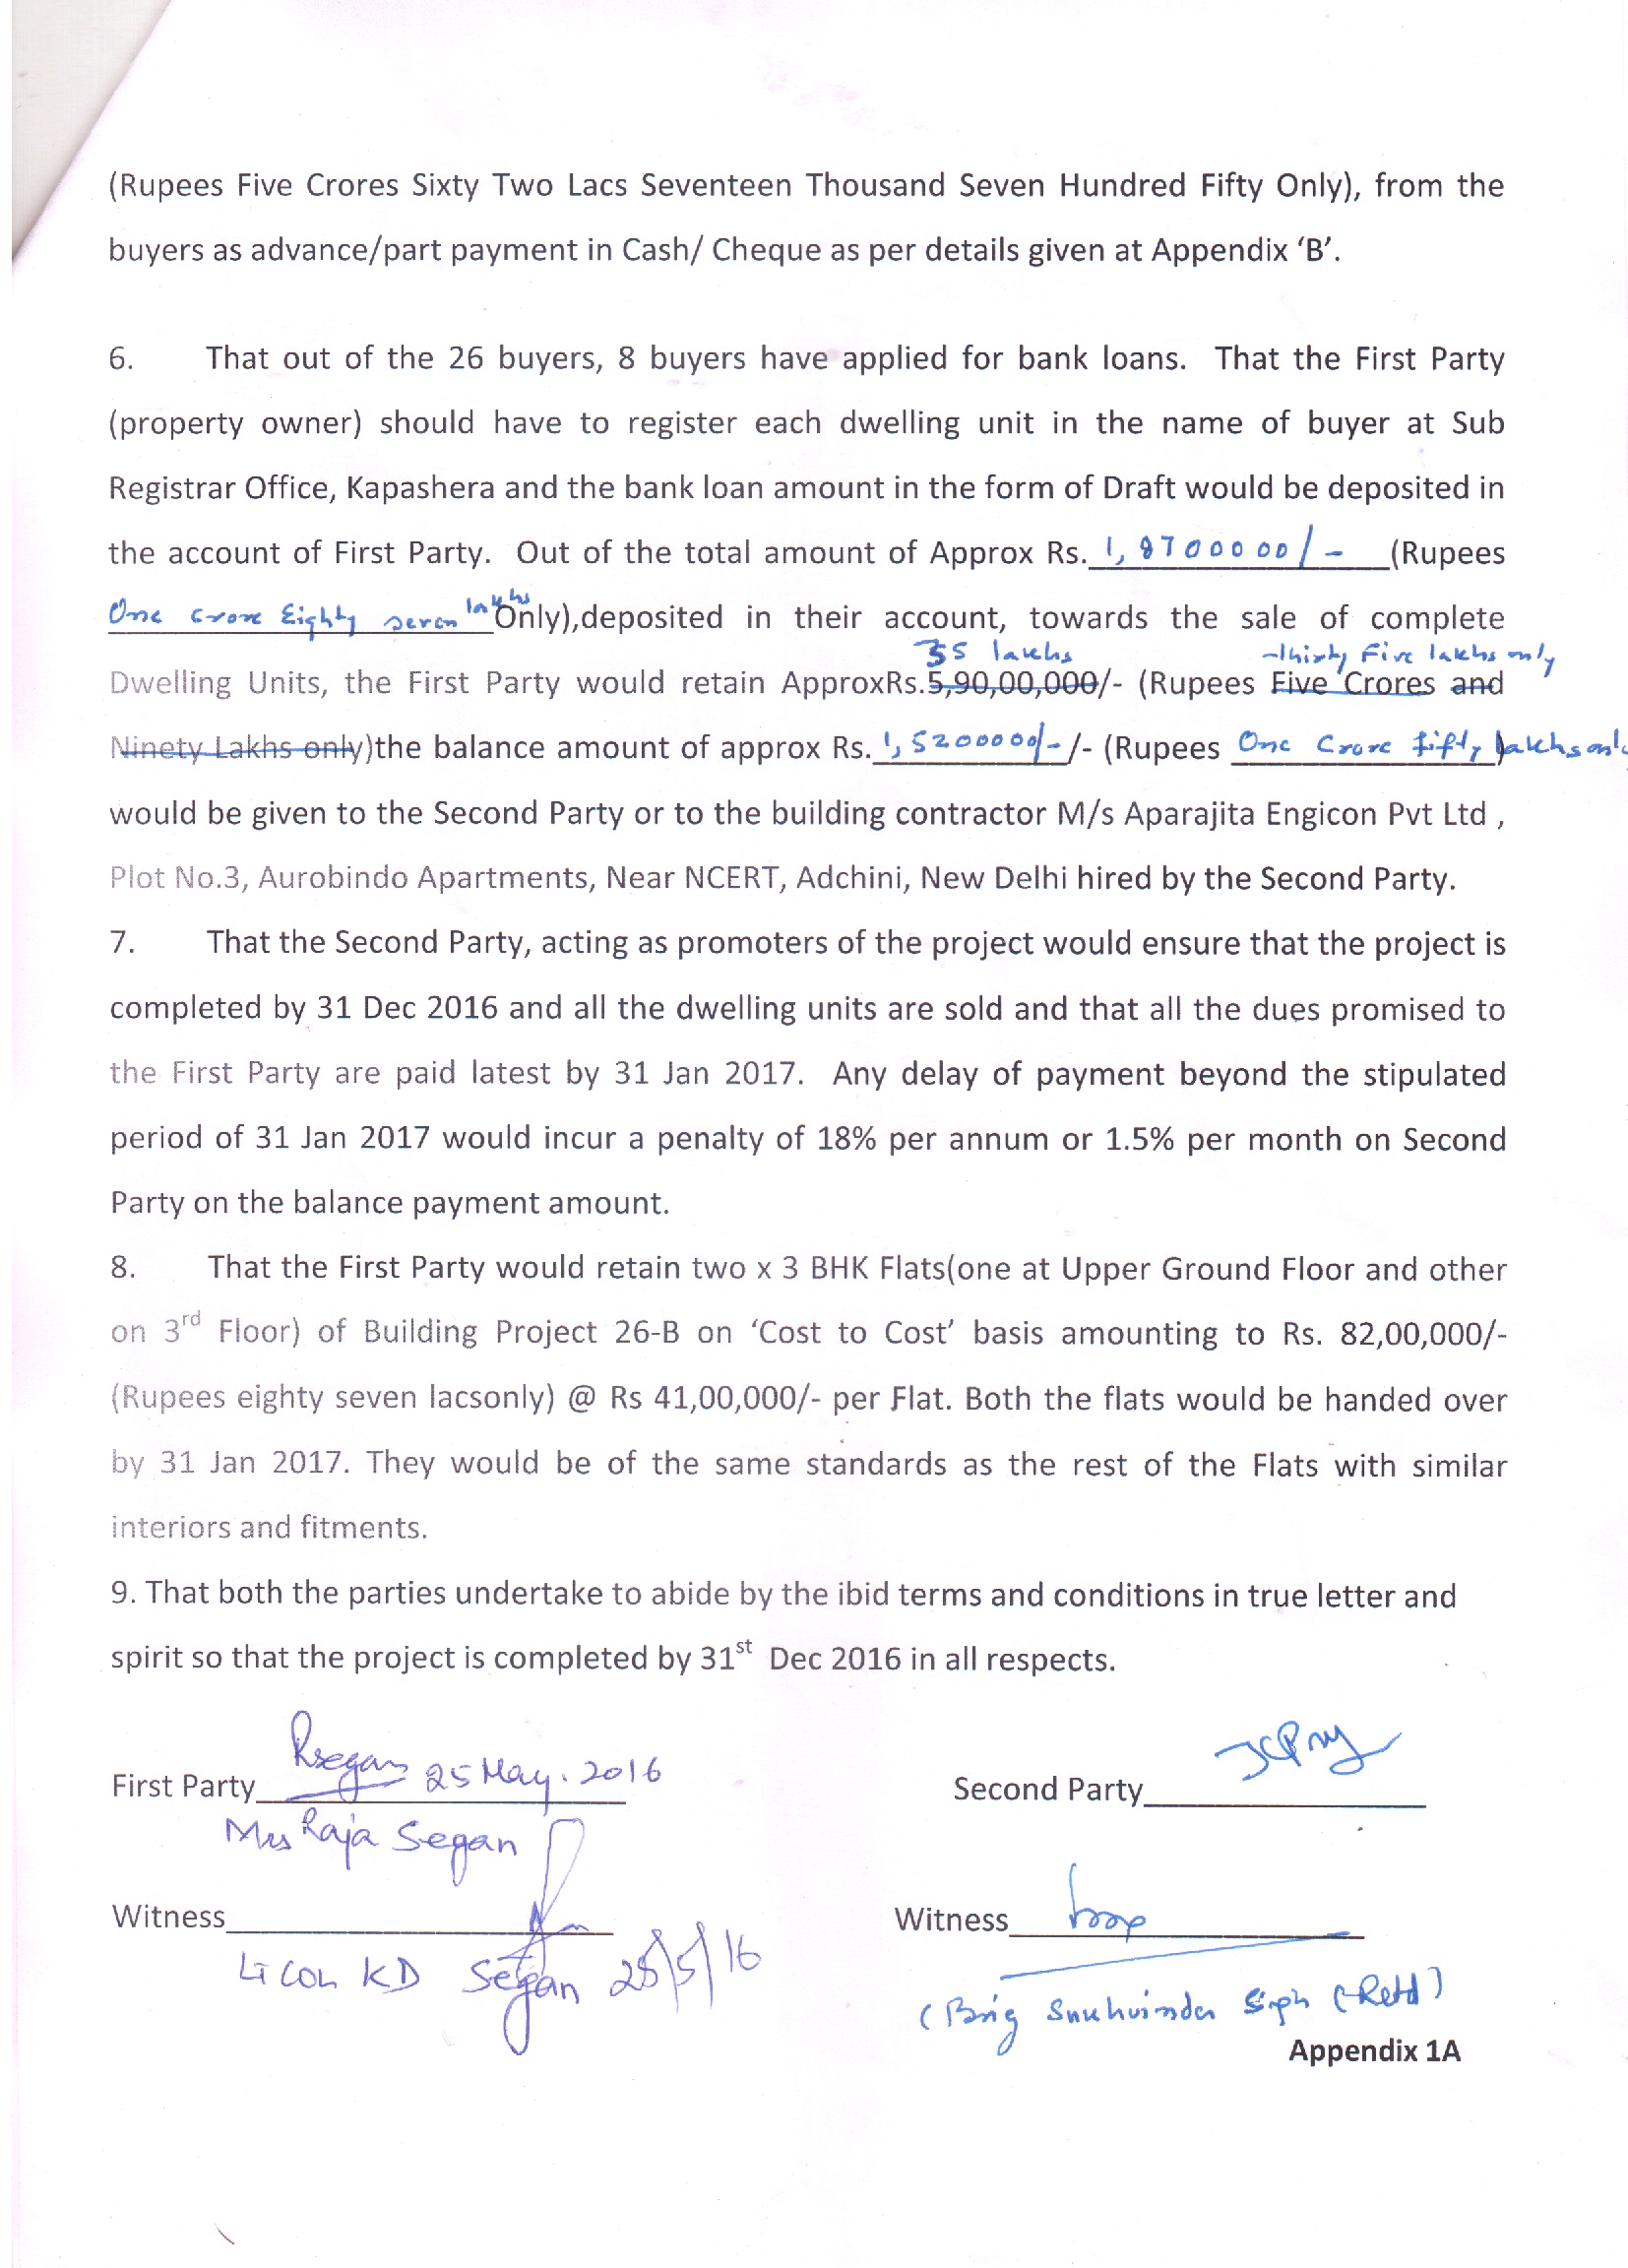 (Rupees Five Crores Sixty Two Lacs Seventeen Thousand Seven Hundred Fifty Only), from the
buyers as advance/part payment in Cash/ Cheque as per details given at Appendix ‘B’.
6. That out of the 26 buyers, 8 buyers have applied for bank loans. That the First Party
(property owner) should have to register each dwelling unit in the name of buyer at Sub
Registrar Office, Kapashera and the bank loan amount in the form of Draft would be deposited in
the account of First Party. Out of the total amount of Approx Rs. 1,8700000/- (Rupees
One Crore Eighty seven lakhs Only),deposited in their account, towards the sale of complete
35 lakhs Thirty Five lakhs only
Dwelling Units, the First Party would retain ApproxRs.5,90,00,000/- (Rupees Five Crores and
Ninety Lakhs only)the balance amount of approx Rs. 1,5200000/-/- (Rupees One Crore fifty lakhs only
would be given to the Second Party or to the building contractor M/s Aparajita Engicon Pvt Ltd ,
Plot No.3, Aurobindo Apartments, Near NCERT, Adchini, New Delhi hired by the Second Party.
7. That the Second Party, acting as promoters of the project would ensure that the project is
completed by 31 Dec 2016 and all the dwelling units are sold and that all the dues promised to
the First Party are paid latest by 31 Jan 2017. Any delay of payment beyond the stipulated
period of 31 Jan 2017 would incur a penalty of 18% per annum or 1.5% per month on Second
Party on the balance payment amount.
8. That the First Party would retain two x 3 BHK Flats(one at Upper Ground Floor and other
on 3rd Floor) of Building Project 26-B on ‘Cost to Cost’ basis amounting to Rs. 82,00,000/-
(Rupees eighty seven lacsonly) @ Rs 41,00,000/- per Flat. Both the flats would be handed over
by 31 Jan 2017. They would be of the same standards as the rest of the Flats with similar
interiors and fitments.
9. That both the parties undertake to abide by the ibid terms and conditions in true letter and
spirit so that the project is completed by 31st Dec 2016 in all respects.
First Party Rsegan 25 May. 2016 Second Party
Mrs Raja Segan
Witness Witness
Lt Col KD Segan 25/5/16
(Brig Sukhvinder Singh (Retd)
Appendix 1A